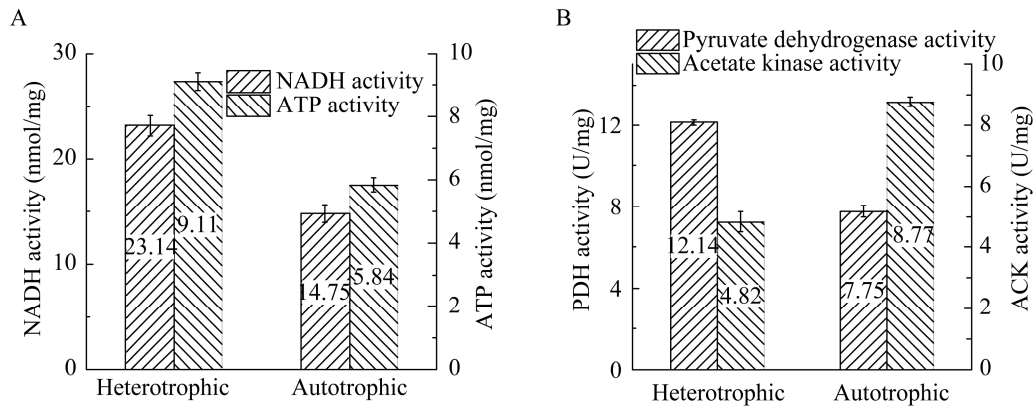 A
30
20
10
0
NADH activity (nmol/mg)
NADH activity
ATP activity
10
8
6
4
2
0
ATP activity (nmol/mg)
23.14
9.11
14.75
5.84
Heterotrophic
Autotrophic
B
Pyruvate dehydrogenase activity
Acetate kinase activity
12
8
4
0
PDH activity (U/mg)
10
8
6
4
2
0
ACK activity (U/mg)
12.14
4.82
7.75
8.77
Heterotrophic
Autotrophic